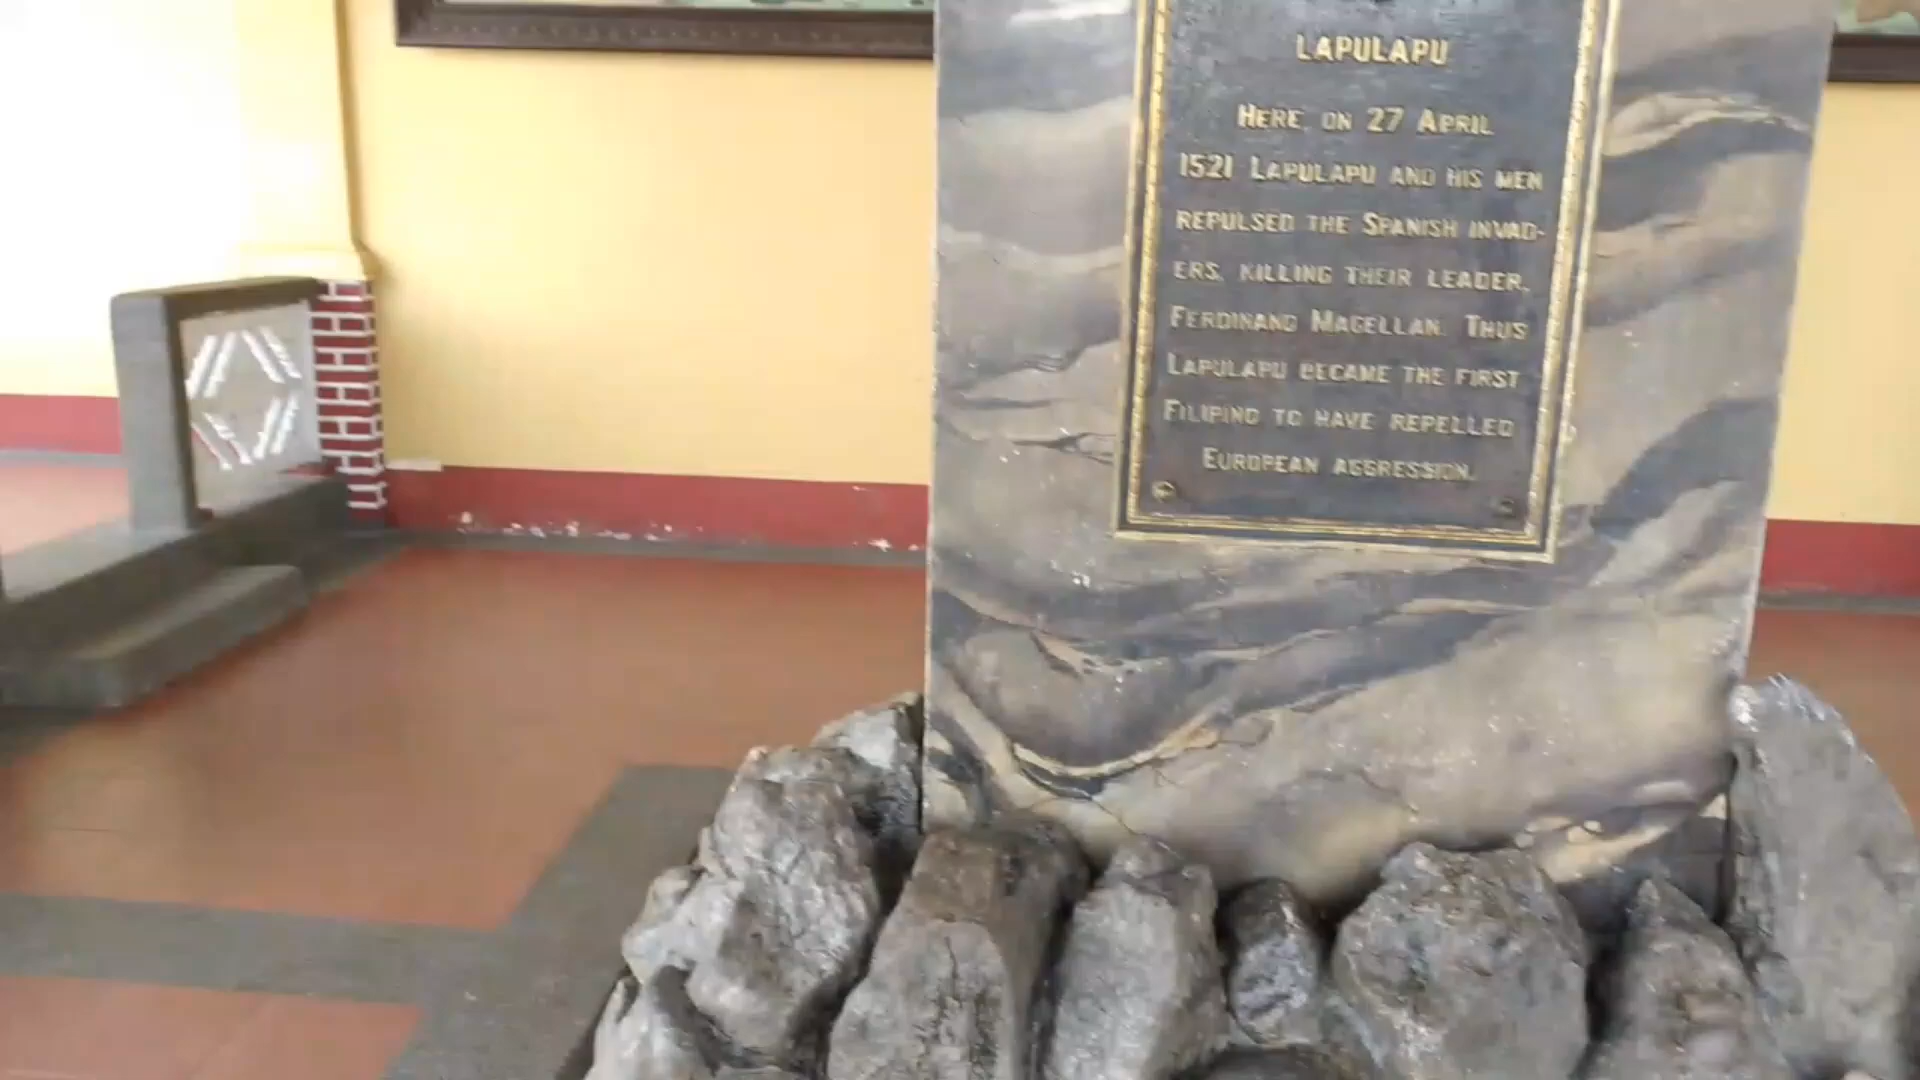 LAPULAPU
HERE, ON 27 APRIL
1521 LAPULAPU AND HIS MEN
REPULSED THE SPANISH INVAD-
ERS, KILLING THEIR LEADER,
FERDINAND MAGELLAN. THUS
LAPULAPU BECAME THE FIRST
FILIPINO TO HAVE REPELLED
EUROPEAN AGGRESSION.